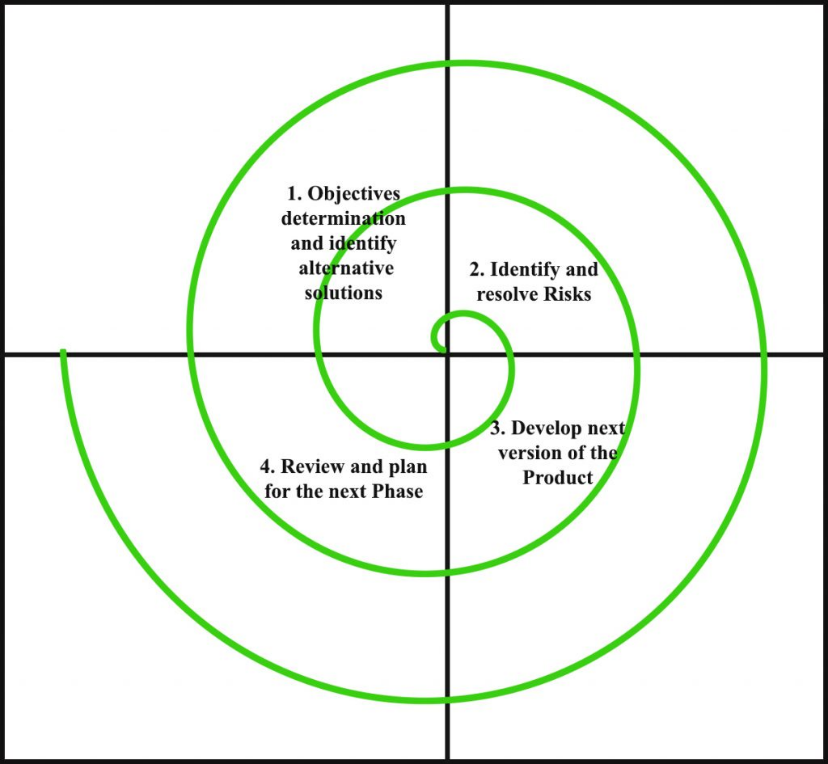 1. Objectives
determination
and identify
alternative
solutions
2. Identify and
resolve Risks
3. Develop next
version of the
Product
4. Review and plan
for the next Phase